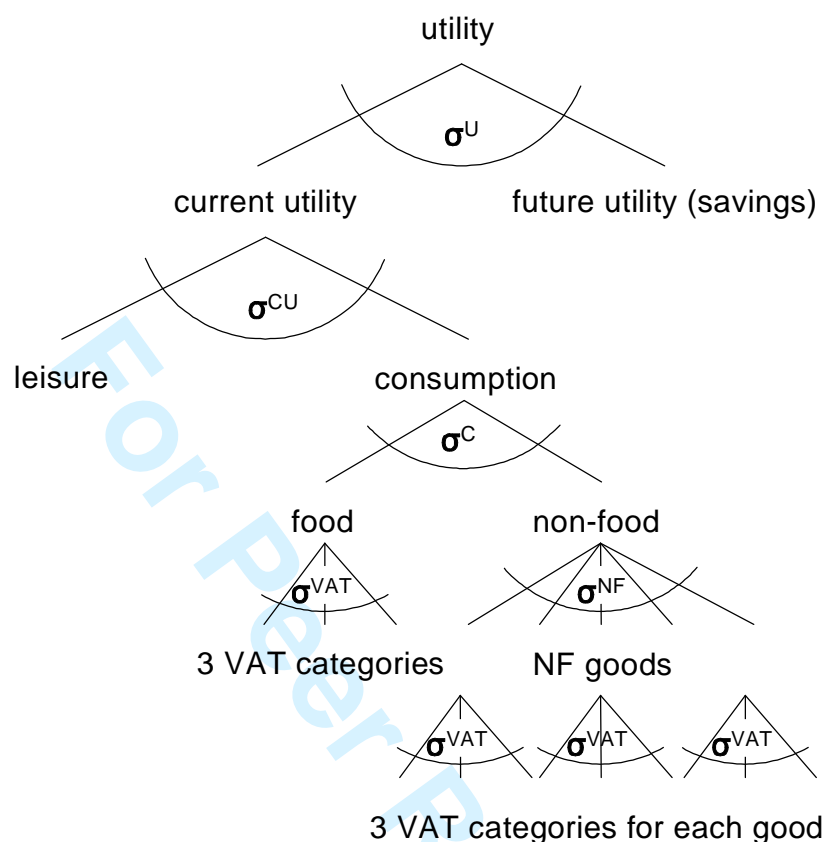 utility
σU
current utility
future utility (savings)
σCU
leisure
consumption
σC
food
non-food
σVAT
σNF
3 VAT categories
NF goods
σVAT
σVAT
σVAT
3 VAT categories for each good
For Peer